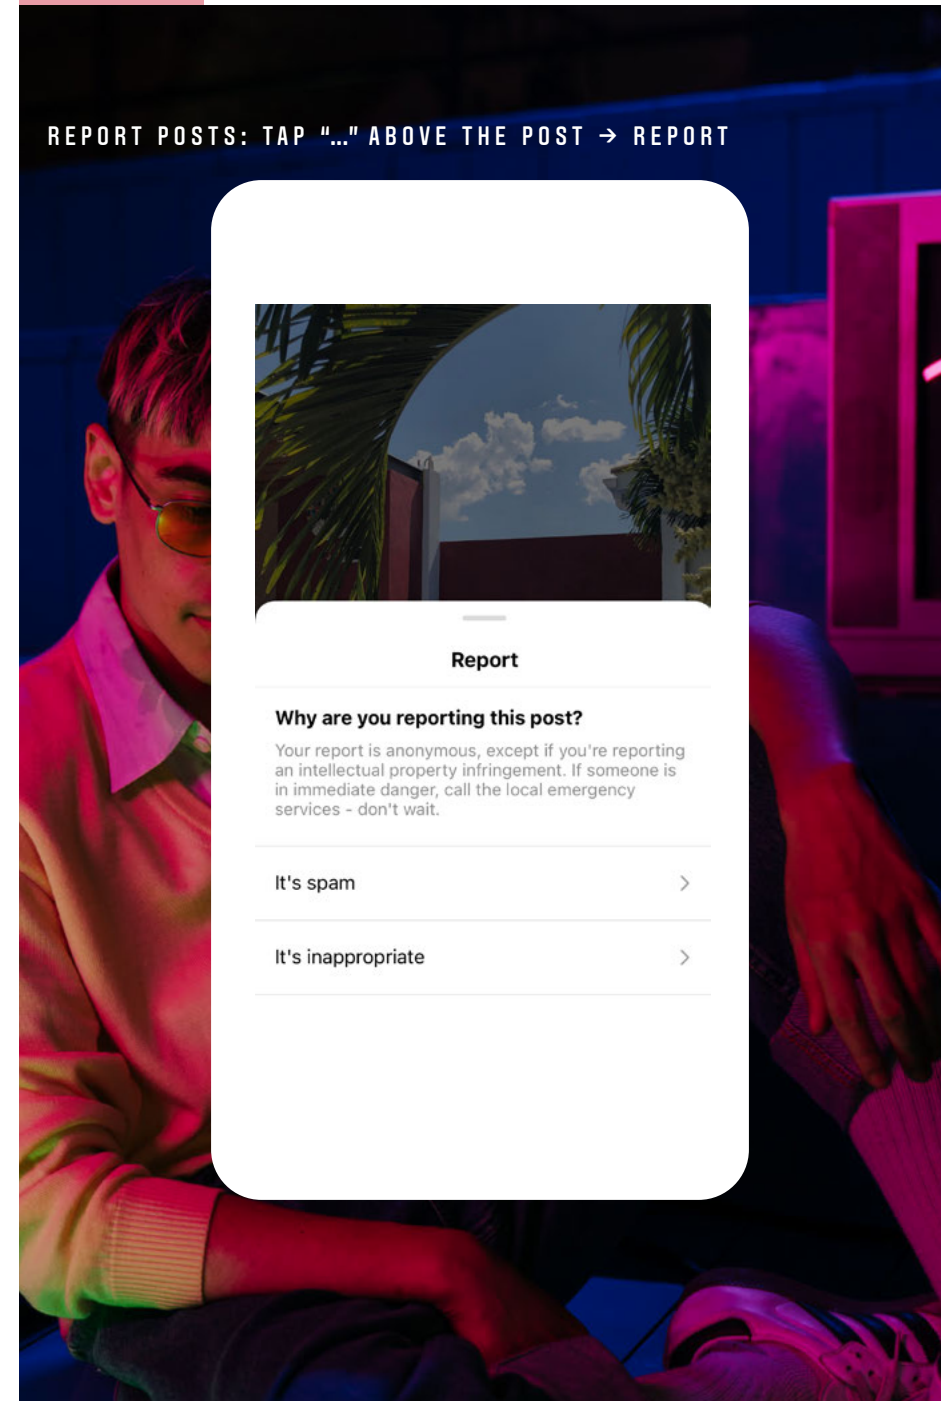 REPORT POSTS: TAP “...” ABOVE THE POST → REPORT
Report
Why are you reporting this post?
Your report is anonymous, except if you're reporting
an intellectual property infringement. If someone is
in immediate danger, call the local emergency
services - don't wait.
It's spam
It's inappropriate